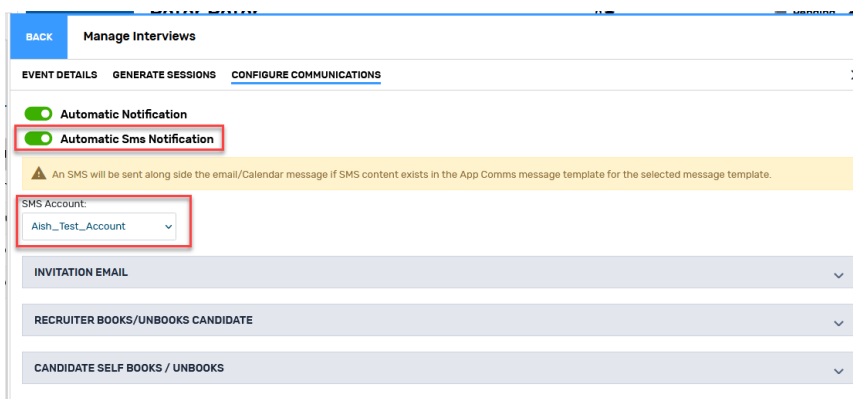 BACK
Manage Interviews
EVENT DETAILS GENERATE SESSIONS CONFIGURE COMMUNICATIONS
Automatic Notification
Automatic Sms Notification
An SMS will be sent along side the email/Calendar message if SMS content exists in the App Comms message template for the selected message template.
SMS Account:
Aish_Test_Account
INVITATION EMAIL
RECRUITER BOOKS/UNBOOKS CANDIDATE
CANDIDATE SELF BOOKS / UNBOOKS